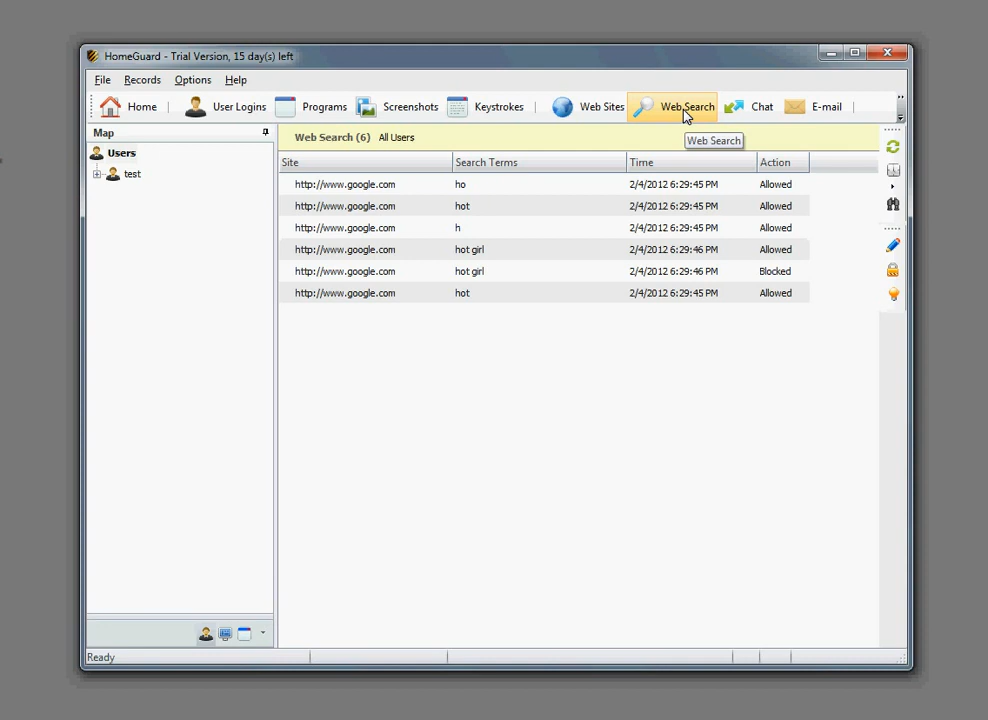 HomeGuard - Trial Version, 15 day(s) left
File Records Options Help
Home User Logins Programs Screenshots Keystrokes Web Sites Web Search Chat E-mail
Map
Web Search (6) All Users
Web Search
Users
Site Search Terms Time Action
test
http://www.google.com ho 2/4/2012 6:29:45 PM Allowed
http://www.google.com hot 2/4/2012 6:29:45 PM Allowed
http://www.google.com h 2/4/2012 6:29:45 PM Allowed
http://www.google.com hot girl 2/4/2012 6:29:46 PM Allowed
http://www.google.com hot girl 2/4/2012 6:29:46 PM Blocked
http://www.google.com hot 2/4/2012 6:29:45 PM Allowed
Ready